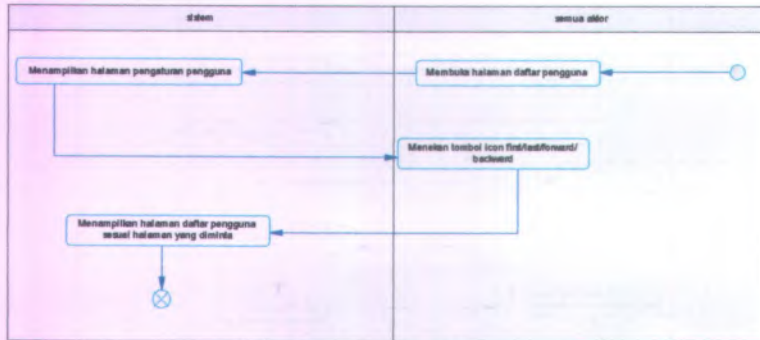 sistem
semua aktor
Menampilkan halaman pengaturan pengguna
Membuka halaman daftar pengguna
Menekan tombol icon first/last/forward/
backward
Menampilkan halaman daftar pengguna
sesuai halaman yang diminta